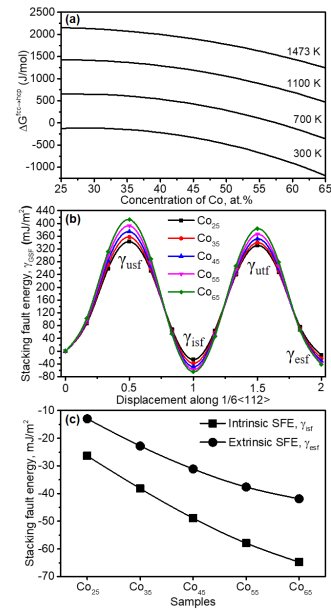 (a)
2500
2000
1500
1000
500
0
-500
-1000
ΔG^fcc→hcp (J/mol)
1473 K
1100 K
700 K
300 K
25 30 35 40 45 50 55 60 65
Concentration of Co, at.%
(b)
440
400
360
320
280
240
200
160
120
80
40
0
-40
-80
Stacking fault energy, γGSF (mJ/m²)
Co25
Co35
Co45
Co55
Co65
γusf
γutf
γisf
γesf
0 0.5 1 1.5 2
Displacement along 1/6<112>
(c)
-10
-20
-30
-40
-50
-60
-70
Stacking fault energy, mJ/m²
Intrinsic SFE, γisf
Extrinsic SFE, γesf
Co25 Co35 Co45 Co55 Co65
Samples